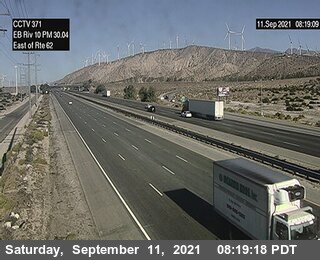 CCTV 371
EB Riv 10 PM 30.04
East of Rte 62
11.Sep 2021 08:19:09
Saturday, September 11, 2021 08:19:18 PDT